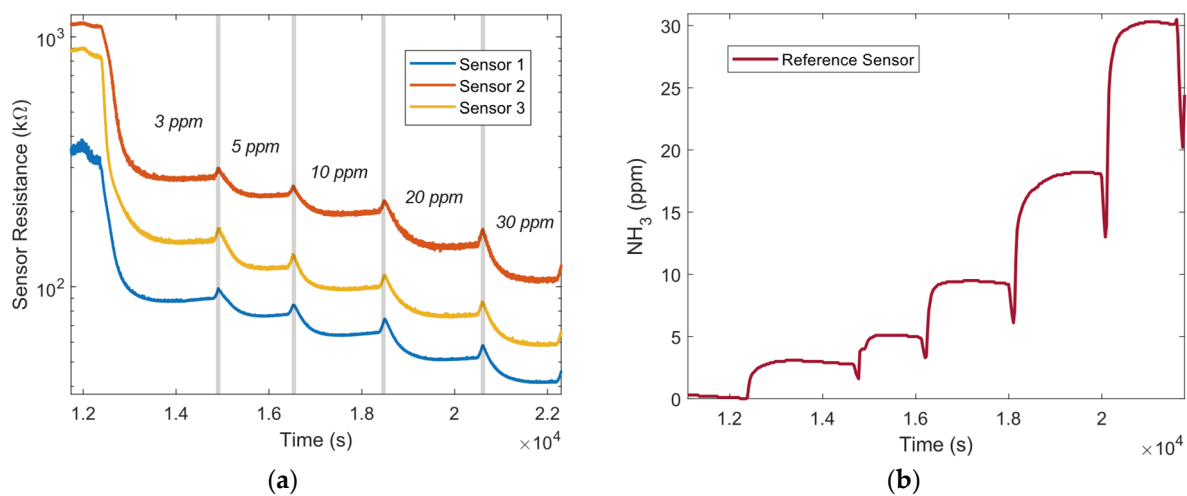 10³
10²
Sensor Resistance (kΩ)
Sensor 1
Sensor 2
Sensor 3
3 ppm
5 ppm
10 ppm
20 ppm
30 ppm
1.2 1.4 1.6 1.8 2 2.2
Time (s)
×10⁴
(a)
30
25
20
15
10
5
0
NH₃ (ppm)
Reference Sensor
1.2 1.4 1.6 1.8 2
Time (s)
×10⁴
(b)